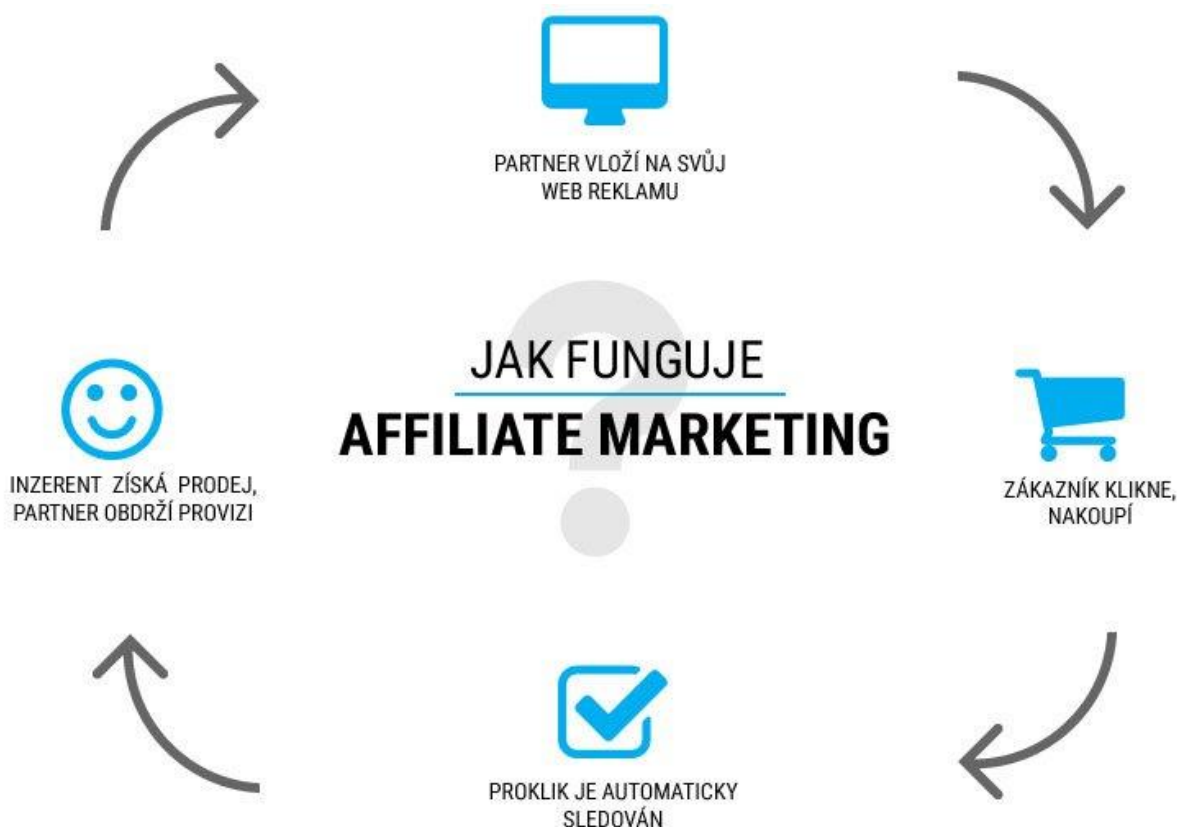 PARTNER VLOŽÍ NA SVŮJ
WEB REKLAMU
JAK FUNGUJE
AFFILIATE MARKETING
?
ZÁKAZNÍK KLIKNE,
NAKOUPÍ
PROKLIK JE AUTOMATICKY
SLEDOVÁN
INZERENT ZÍSKÁ PRODEJ,
PARTNER OBDRŽÍ PROVIZI